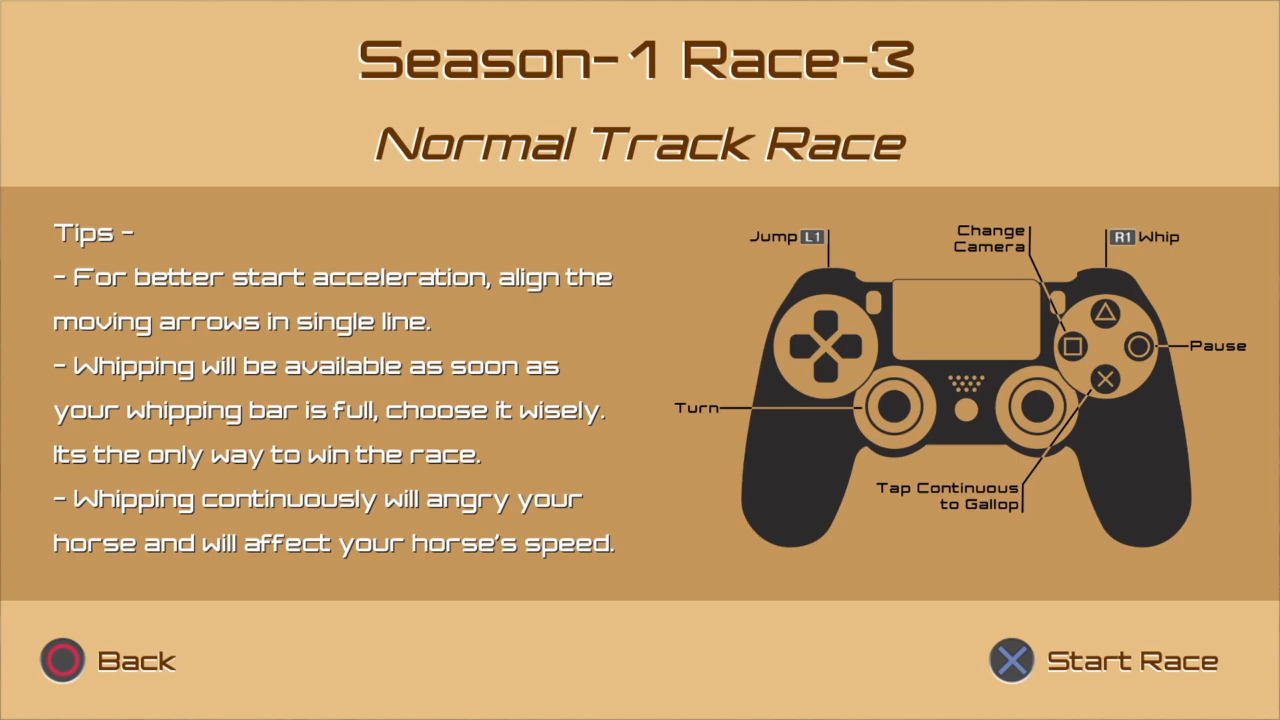 Season-1 Race-3
Normal Track Race
Tips -
- For better start acceleration, align the
moving arrows in single line.
- Whipping will be available as soon as
your whipping bar is full, choose it wisely.
Its the only way to win the race.
- Whipping continuously will angry your
horse and will affect your horse's speed.
Jump L1
Change
Camera
R1 Whip
Pause
Turn
Tap Continuous
to Gallop
Back
Start Race